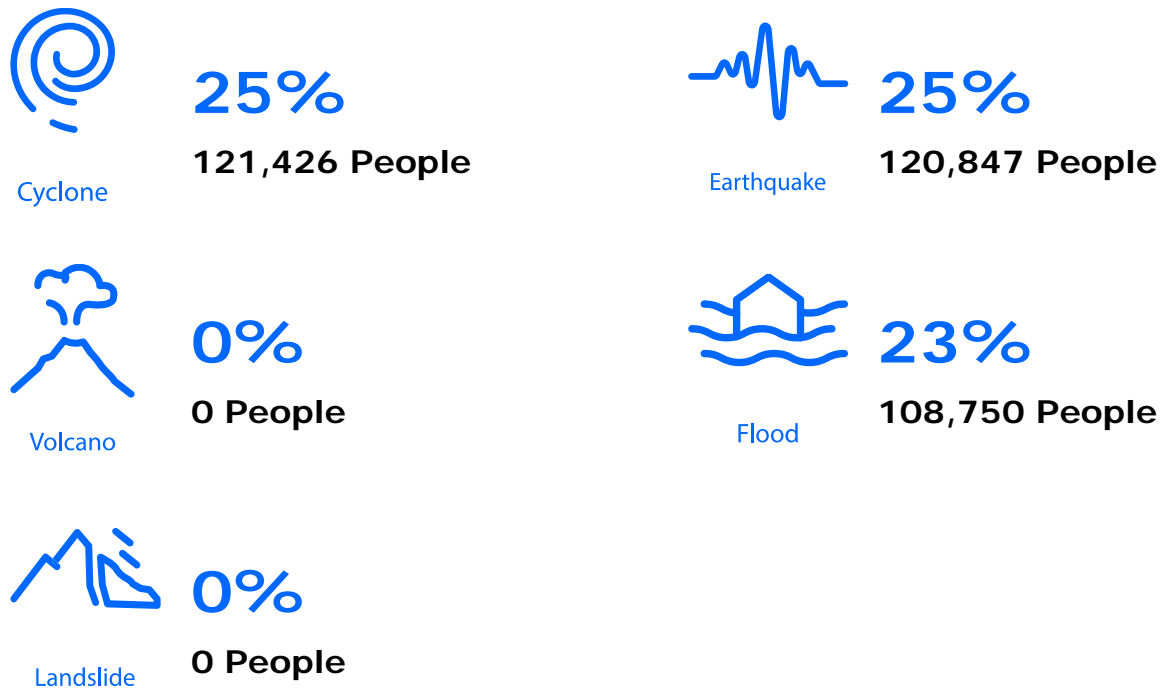 25%
121,426 People
Cyclone
25%
120,847 People
Earthquake
0%
0 People
Volcano
23%
108,750 People
Flood
0%
0 People
Landslide